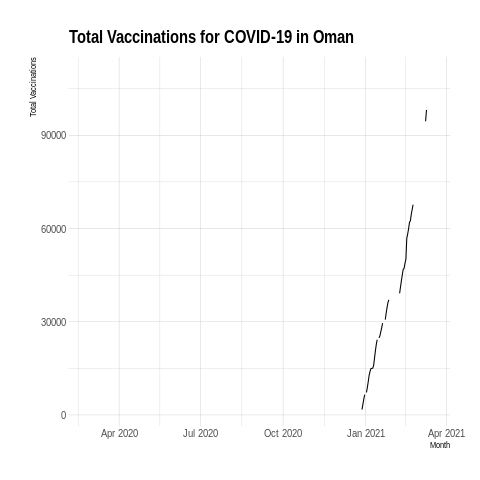 Total Vaccinations for COVID-19 in Oman
Total Vaccinations
90000
60000
30000
0
Apr 2020 Jul 2020 Oct 2020 Jan 2021 Apr 2021
Month